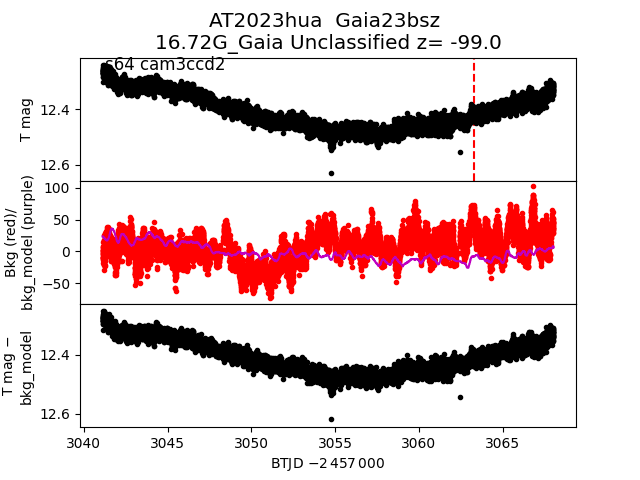 AT2023hua  Gaia23bsz
16.72G_Gaia Unclassified z= -99.0
s64 cam3ccd2
T mag
12.4
12.6
Bkg (red)/
bkg_model (purple)
100
50
0
−50
T mag −
bkg_model
12.4
12.6
3040
3045
3050
3055
3060
3065
BTJD −2 457 000